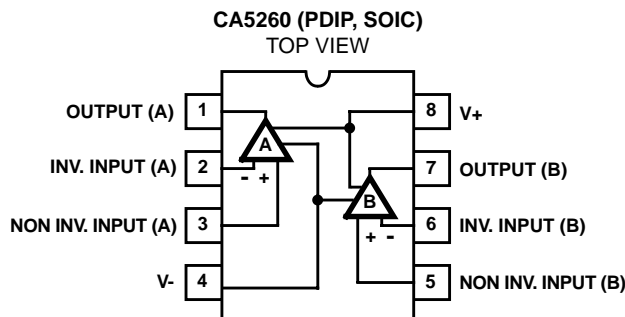 CA5260 (PDIP, SOIC)
TOP VIEW
OUTPUT (A) 1 8 V+
A
INV. INPUT (A) 2 - + 7 OUTPUT (B)
B
NON INV. INPUT (A) 3 + - 6 INV. INPUT (B)
V- 4 5 NON INV. INPUT (B)